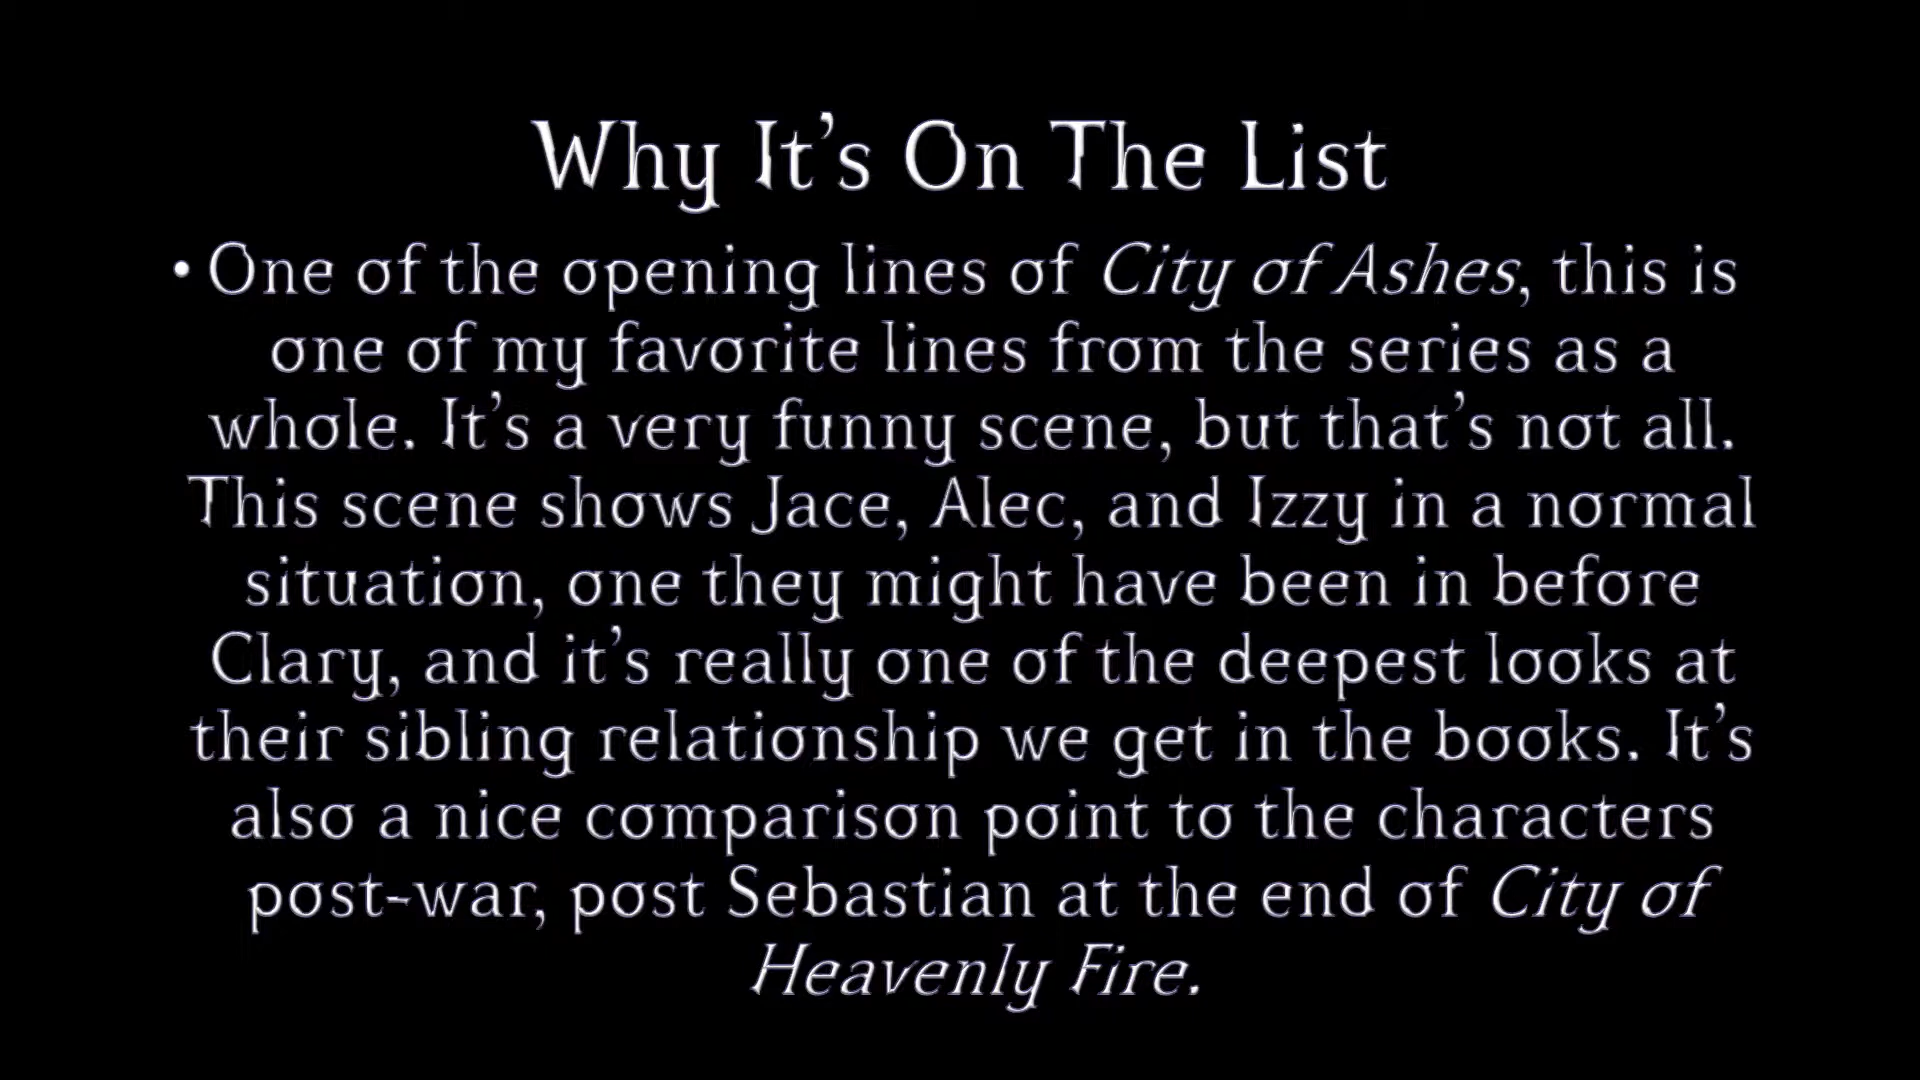 Why It's On The List
• One of the opening lines of City of Ashes, this is
one of my favorite lines from the series as a
whole. It's a very funny scene, but that's not all.
This scene shows Jace, Alec, and Izzy in a normal
situation, one they might have been in before
Clary, and it's really one of the deepest looks at
their sibling relationship we get in the books. It's
also a nice comparison point to the characters
post-war, post Sebastian at the end of City of
Heavenly Fire.